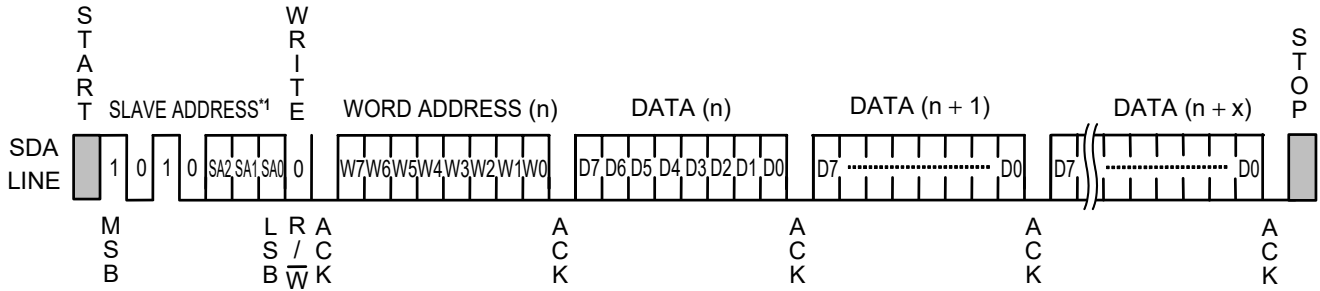 START WRITE STOP
SLAVE ADDRESS*1 WORD ADDRESS (n) DATA (n) DATA (n + 1) DATA (n + x)
SDA LINE
1 0 1 0 SA2 SA1 SA0 0 W7 W6 W5 W4 W3 W2 W1 W0 D7 D6 D5 D4 D3 D2 D1 D0 D7 D0 D7 D0
MSB LSB R/W ACK ACK ACK ACK ACK